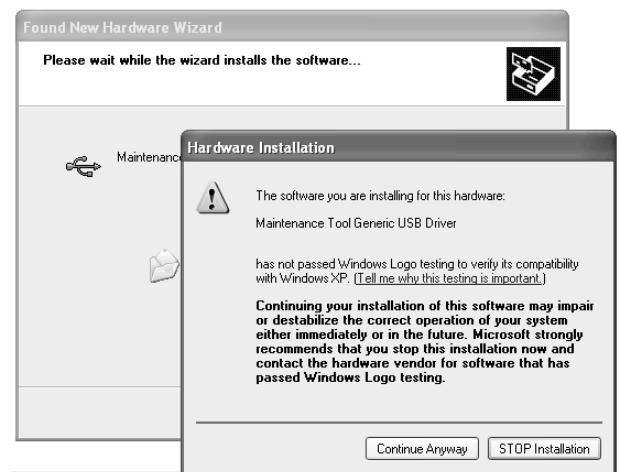 Found New Hardware Wizard
Please wait while the wizard installs the software...
Maintenance
Hardware Installation
The software you are installing for this hardware:
Maintenance Tool Generic USB Driver
has not passed Windows Logo testing to verify its compatibility
with Windows XP. (Tell me why this testing is important.)
Continuing your installation of this software may impair
or destabilize the correct operation of your system
either immediately or in the future. Microsoft strongly
recommends that you stop this installation now and
contact the hardware vendor for software that has
passed Windows Logo testing.
Continue Anyway
STOP Installation